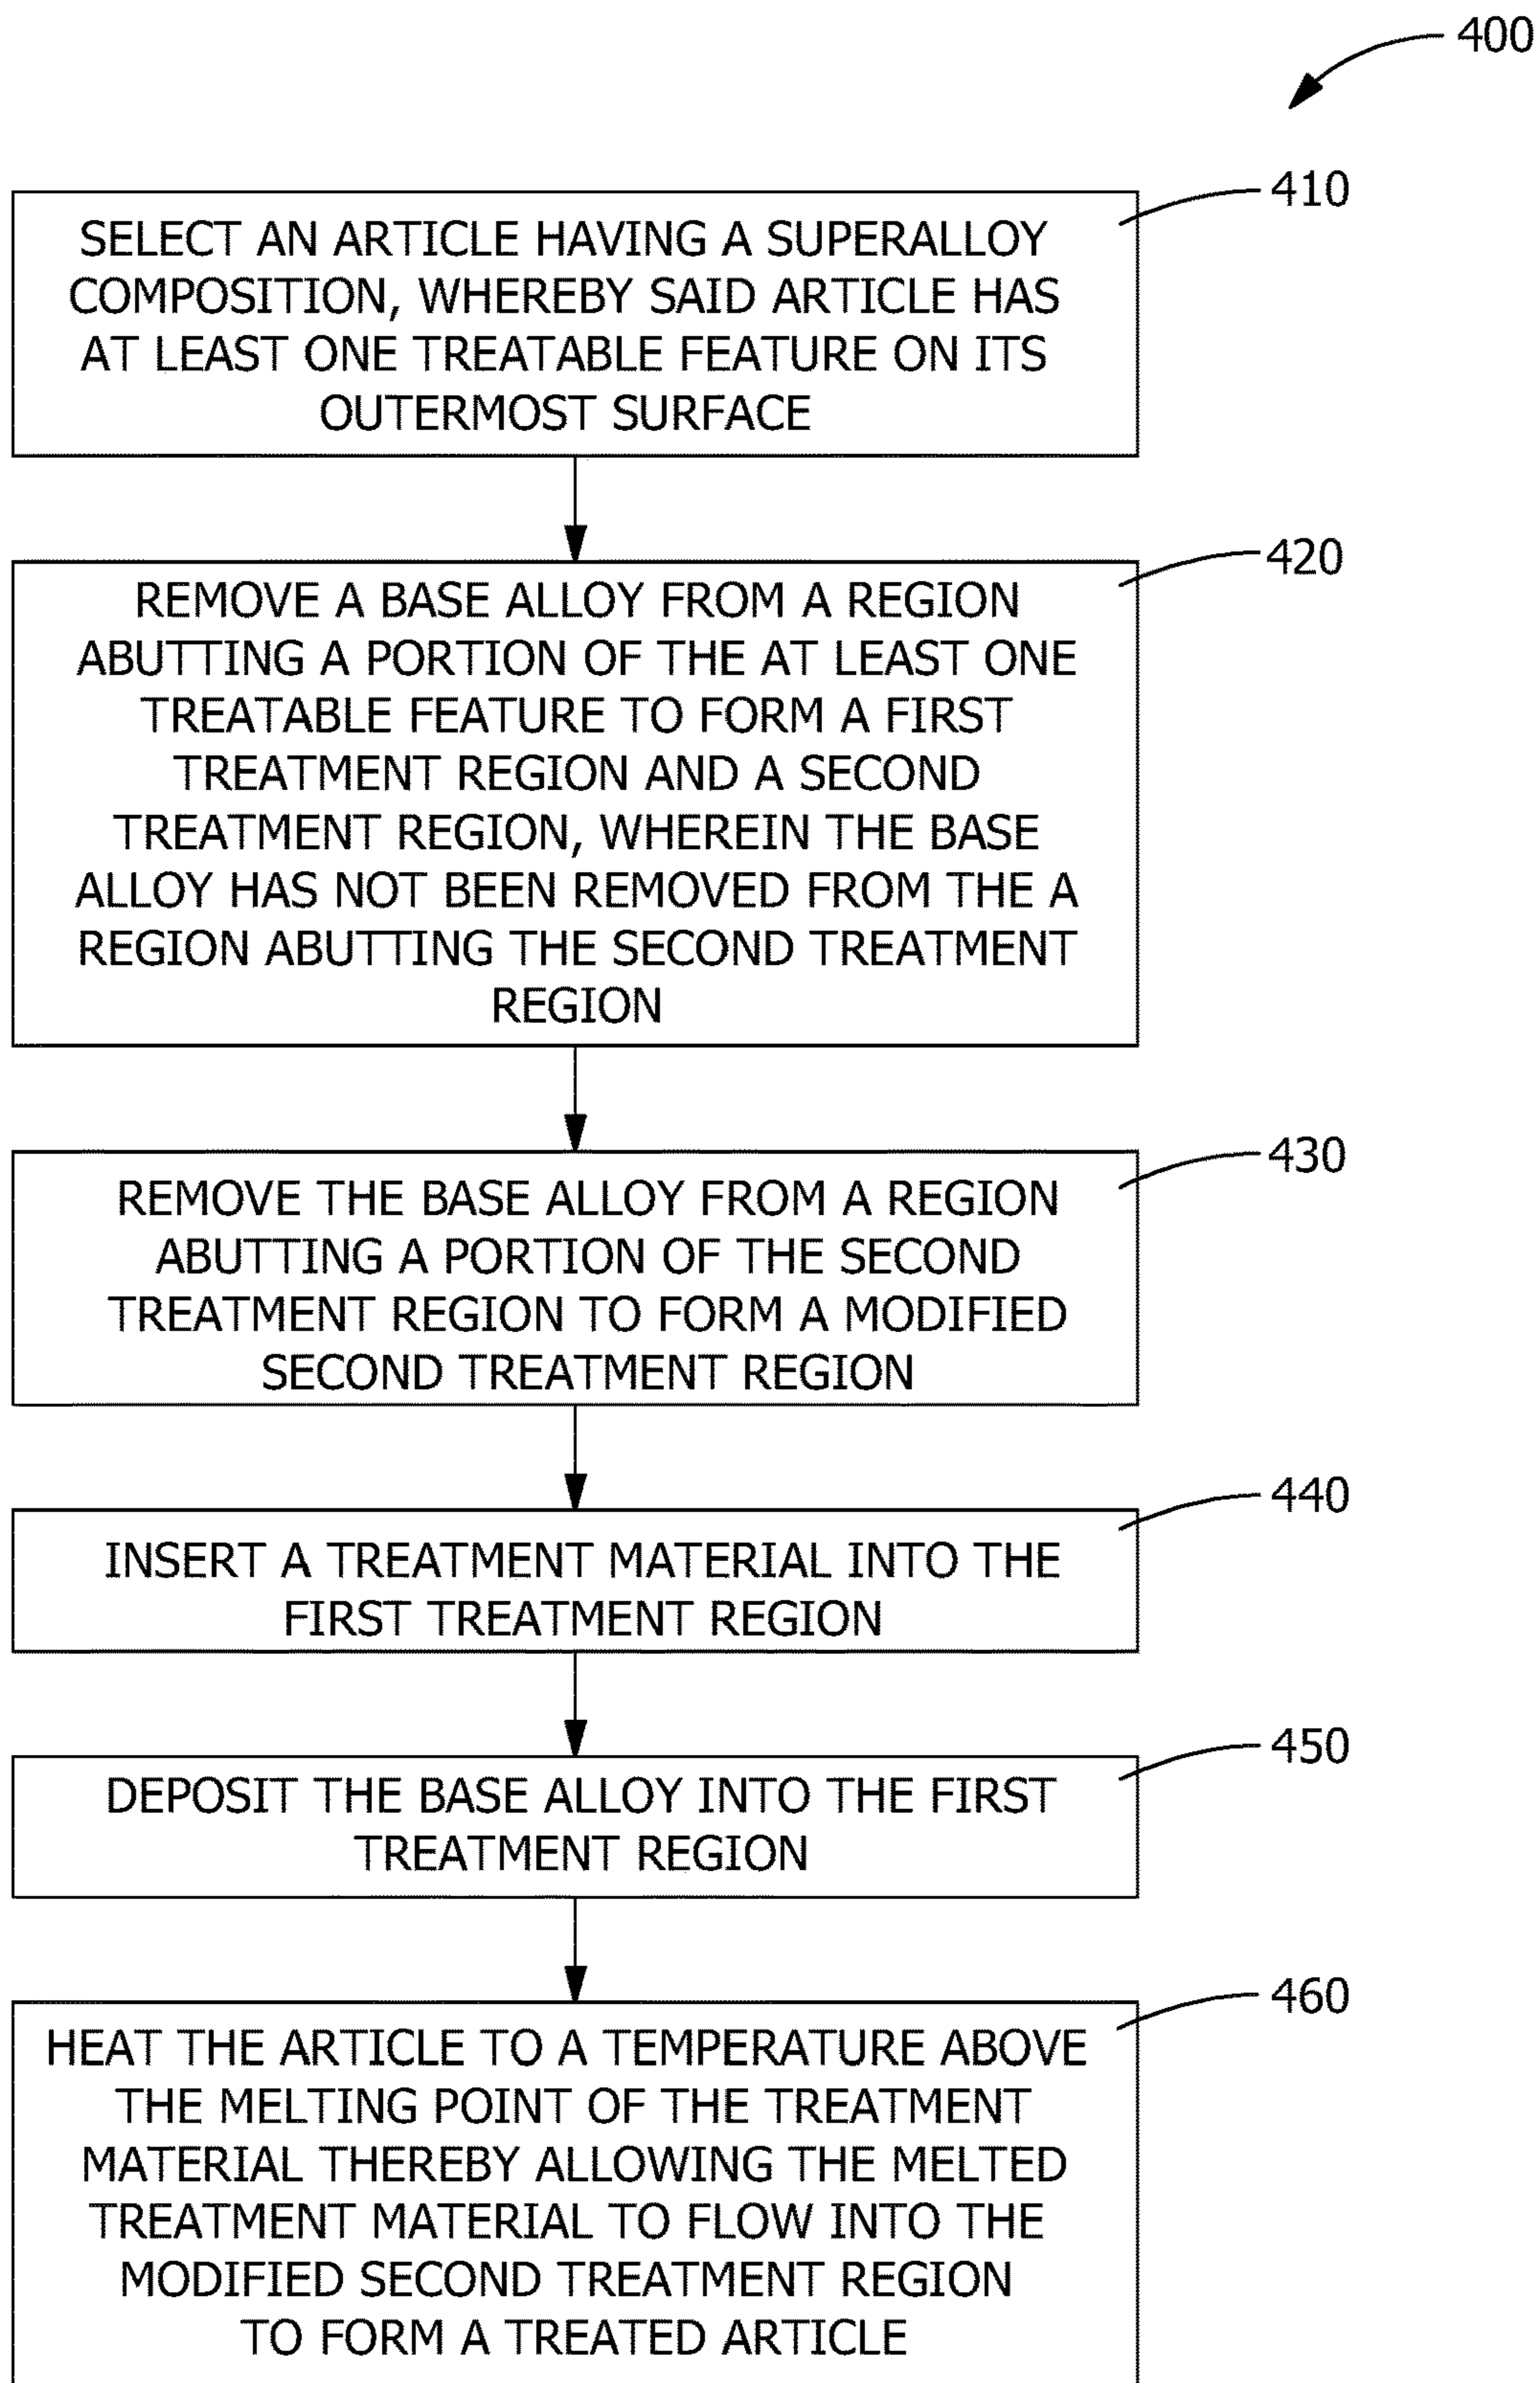 400
410
SELECT AN ARTICLE HAVING A SUPERALLOY
COMPOSITION, WHEREBY SAID ARTICLE HAS
AT LEAST ONE TREATABLE FEATURE ON ITS
OUTERMOST SURFACE
420
REMOVE A BASE ALLOY FROM A REGION
ABUTTING A PORTION OF THE AT LEAST ONE
TREATABLE FEATURE TO FORM A FIRST
TREATMENT REGION AND A SECOND
TREATMENT REGION, WHEREIN THE BASE
ALLOY HAS NOT BEEN REMOVED FROM THE A
REGION ABUTTING THE SECOND TREATMENT
REGION
430
REMOVE THE BASE ALLOY FROM A REGION
ABUTTING A PORTION OF THE SECOND
TREATMENT REGION TO FORM A MODIFIED
SECOND TREATMENT REGION
440
INSERT A TREATMENT MATERIAL INTO THE
FIRST TREATMENT REGION
450
DEPOSIT THE BASE ALLOY INTO THE FIRST
TREATMENT REGION
460
HEAT THE ARTICLE TO A TEMPERATURE ABOVE
THE MELTING POINT OF THE TREATMENT
MATERIAL THEREBY ALLOWING THE MELTED
TREATMENT MATERIAL TO FLOW INTO THE
MODIFIED SECOND TREATMENT REGION
TO FORM A TREATED ARTICLE